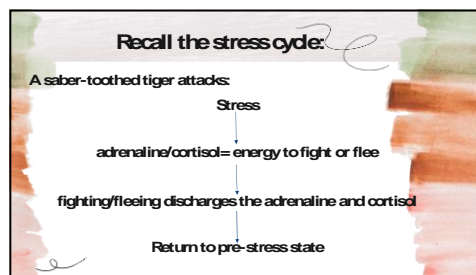 Recall the stress cycle:
A saber-toothed tiger attacks:
Stress
adrenaline/cortisol= energy to fight or flee
fighting/fleeing discharges the adrenaline and cortisol
Return to pre-stress state